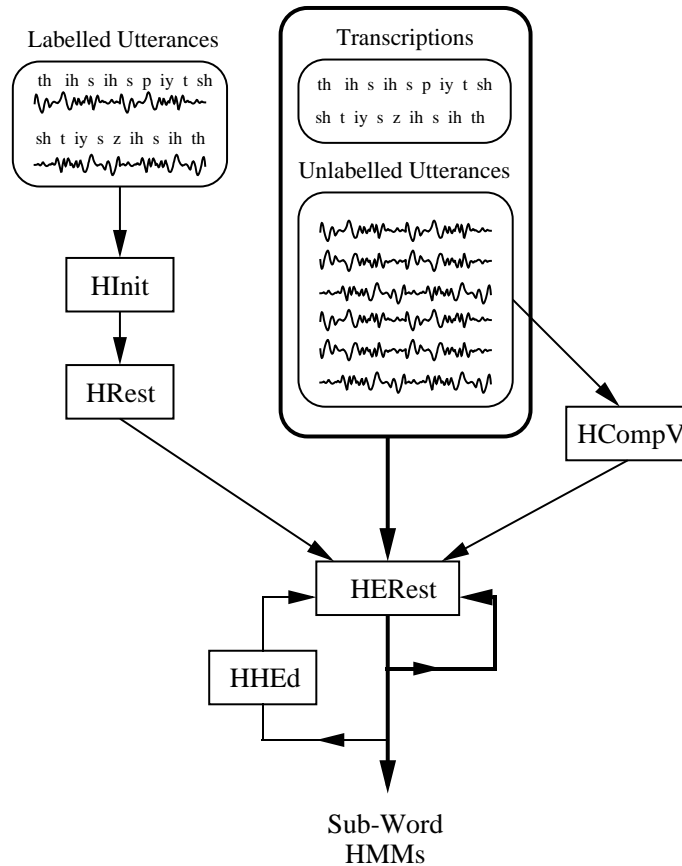 Labelled Utterances
th ih s ih s p iy t sh
sh t iy s z ih s ih th
Transcriptions
th ih s ih s p iy t sh
sh t iy s z ih s ih th
Unlabelled Utterances
HInit
HRest
HCompV
HERest
HHEd
Sub-Word
HMMs